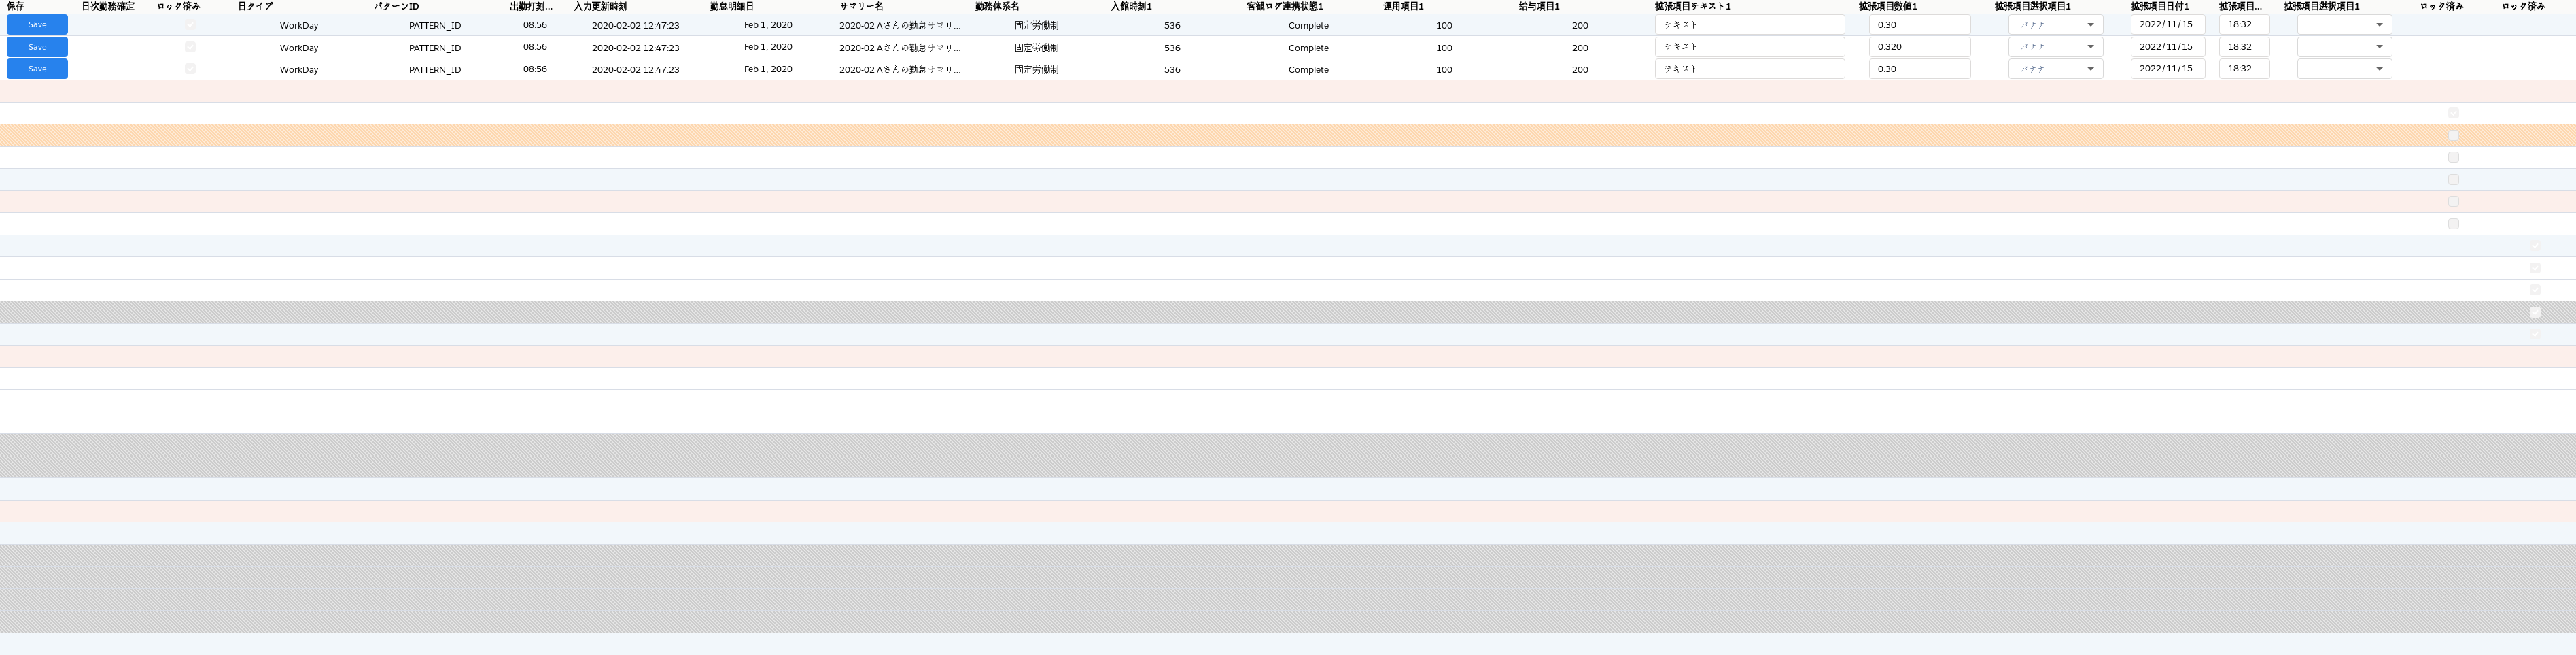 保存 日次勤務確定 ロック済み 日タイプ パターンID 出勤打刻... 入力更新時刻 勤怠明細日 サマリー名 勤務体系名 入館時刻1 客観ログ連携状態1 運用項目1 給与項目1 拡張項目テキスト1 拡張項目数値1 拡張項目選択項目1 拡張項目日付1 拡張項目... 拡張項目選択項目1 ロック済み ロック済み
Save WorkDay PATTERN_ID 08:56 2020-02-02 12:47:23 Feb 1, 2020 2020-02 Aさんの勤怠サマリ... 固定労働制 536 Complete 100 200 テキスト 0.30 バナナ 2022/11/15 18:32
Save WorkDay PATTERN_ID 08:56 2020-02-02 12:47:23 Feb 1, 2020 2020-02 Aさんの勤怠サマリ... 固定労働制 536 Complete 100 200 テキスト 0.320 バナナ 2022/11/15 18:32
Save WorkDay PATTERN_ID 08:56 2020-02-02 12:47:23 Feb 1, 2020 2020-02 Aさんの勤怠サマリ... 固定労働制 536 Complete 100 200 テキスト 0.30 バナナ 2022/11/15 18:32